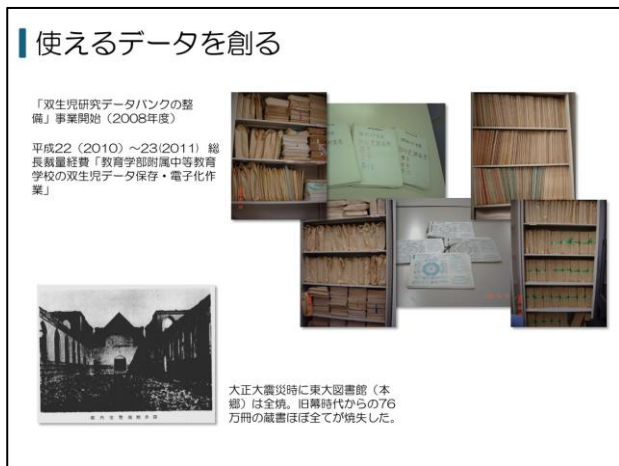 使えるデータを創る
「双生児研究データバンクの整
備」事業開始（2008年度）
平成22（2010）～23(2011) 総
長裁量経費「教育学部附属中等教育
学校の双生児データ保存・電子化作
業」
大正大震災時に東大図書館（本
郷）は全焼。旧幕時代からの76
万冊の蔵書ほぼ全てが焼失した。